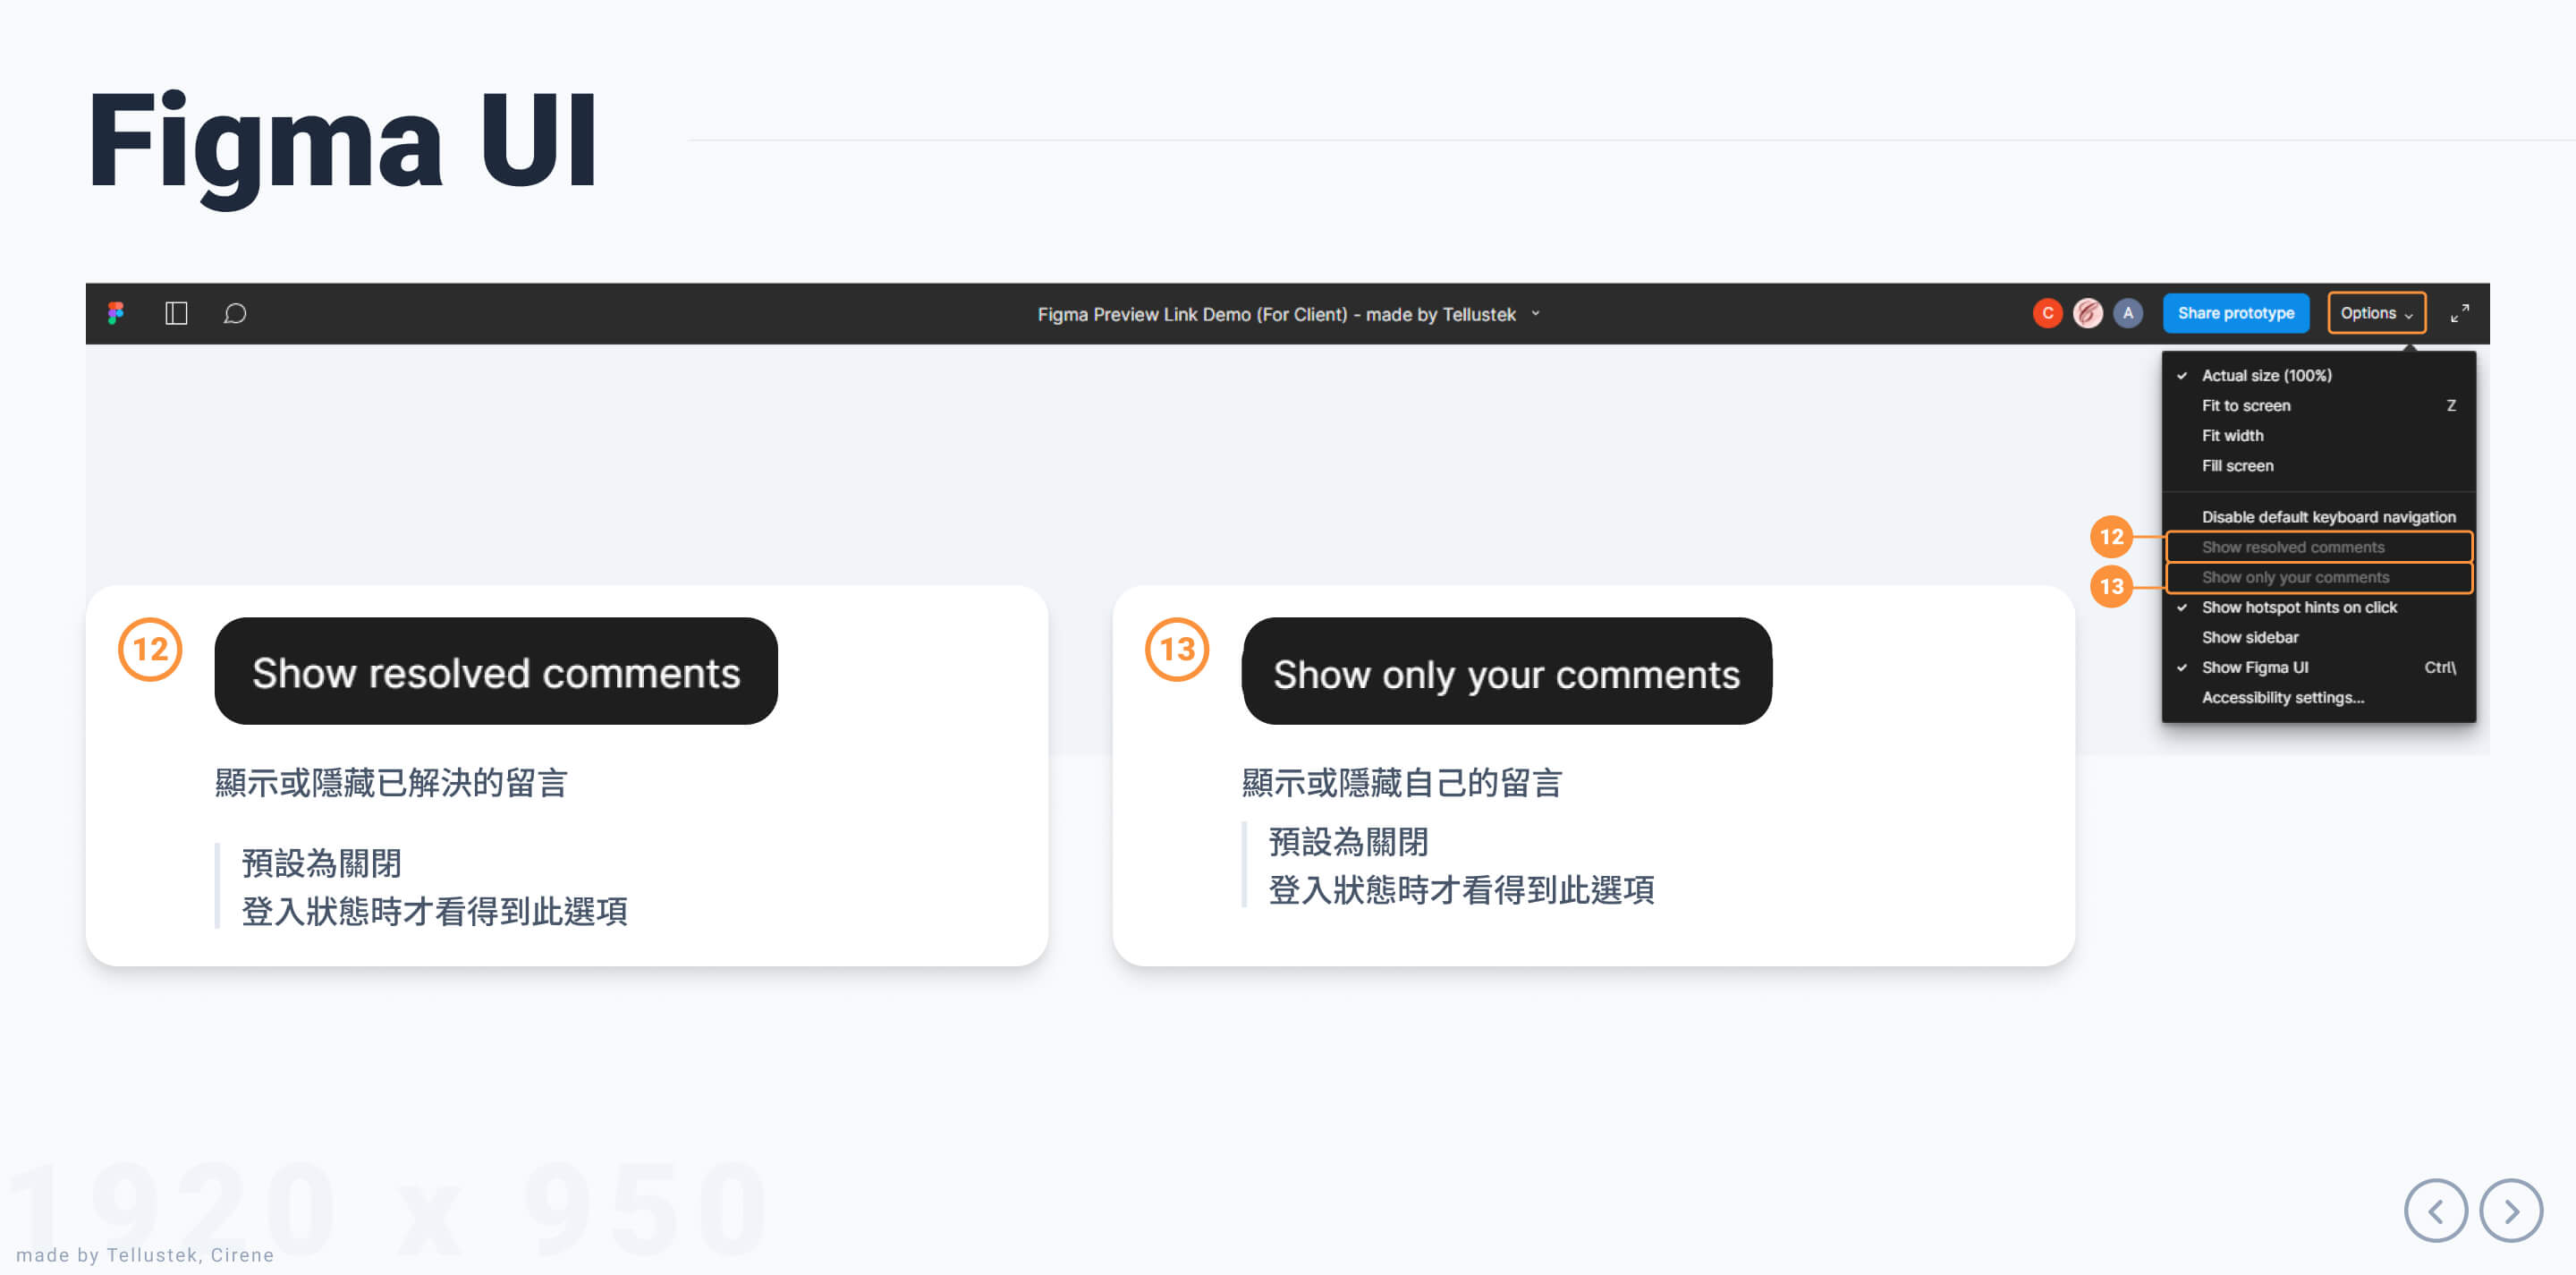 Figma UI
Figma Preview Link Demo (For Client) - made by Tellustek
C
A
Share prototype
Options
Actual size (100%)
Fit to screen Z
Fit width
Fill screen
Disable default keyboard navigation
12 Show resolved comments
13 Show only your comments
Show hotspot hints on click
Show sidebar
Show Figma UI Ctrl\
Accessibility settings...
12 Show resolved comments
顯示或隱藏已解決的留言
預設為關閉
登入狀態時才看得到此選項
13 Show only your comments
顯示或隱藏自己的留言
預設為關閉
登入狀態時才看得到此選項
1920 x 950
made by Tellustek, Cirene